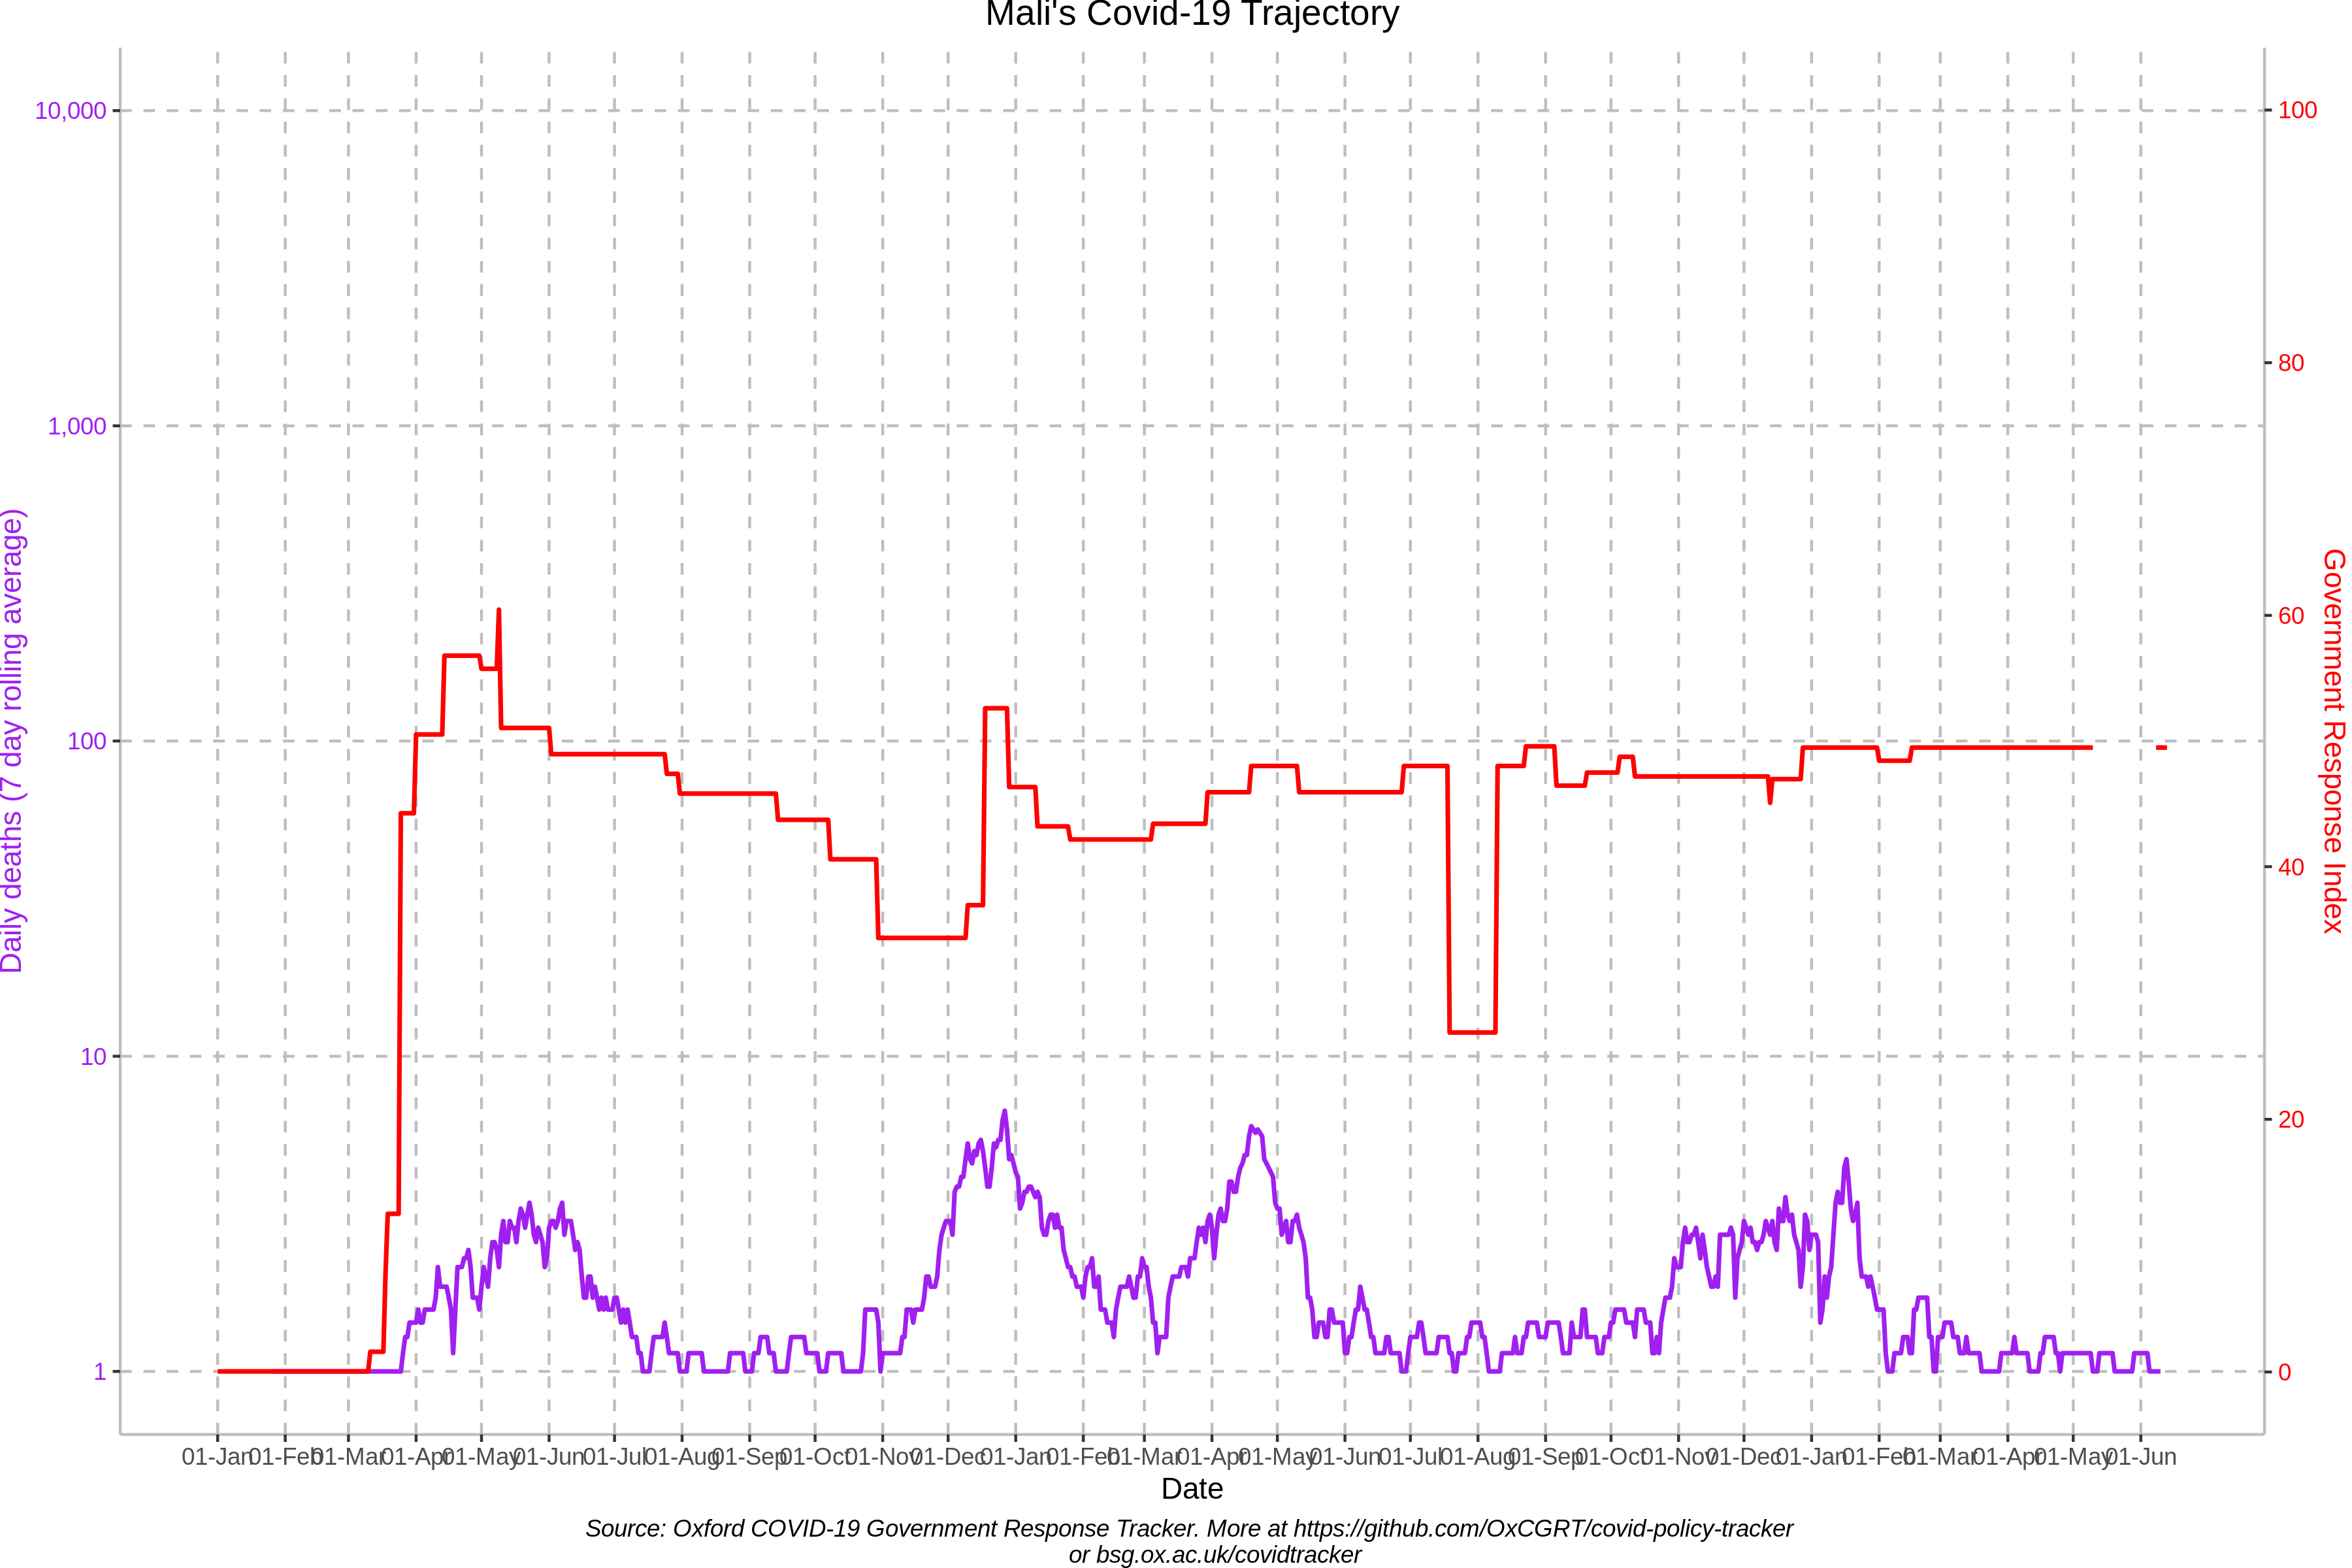 Mali's Covid-19 Trajectory
10,000
1,000
100
10
1
Daily deaths (7 day rolling average)
100
80
60
40
20
0
Government Response Index
01-Jan 01-Feb 01-Mar 01-Apr 01-May 01-Jun 01-Jul 01-Aug 01-Sep 01-Oct 01-Nov 01-Dec 01-Jan 01-Feb 01-Mar 01-Apr 01-May 01-Jun 01-Jul 01-Aug 01-Sep 01-Oct 01-Nov 01-Dec 01-Jan 01-Feb 01-Mar 01-Apr 01-May 01-Jun
Date
Source: Oxford COVID-19 Government Response Tracker. More at https://github.com/OxCGRT/covid-policy-tracker
or bsg.ox.ac.uk/covidtracker